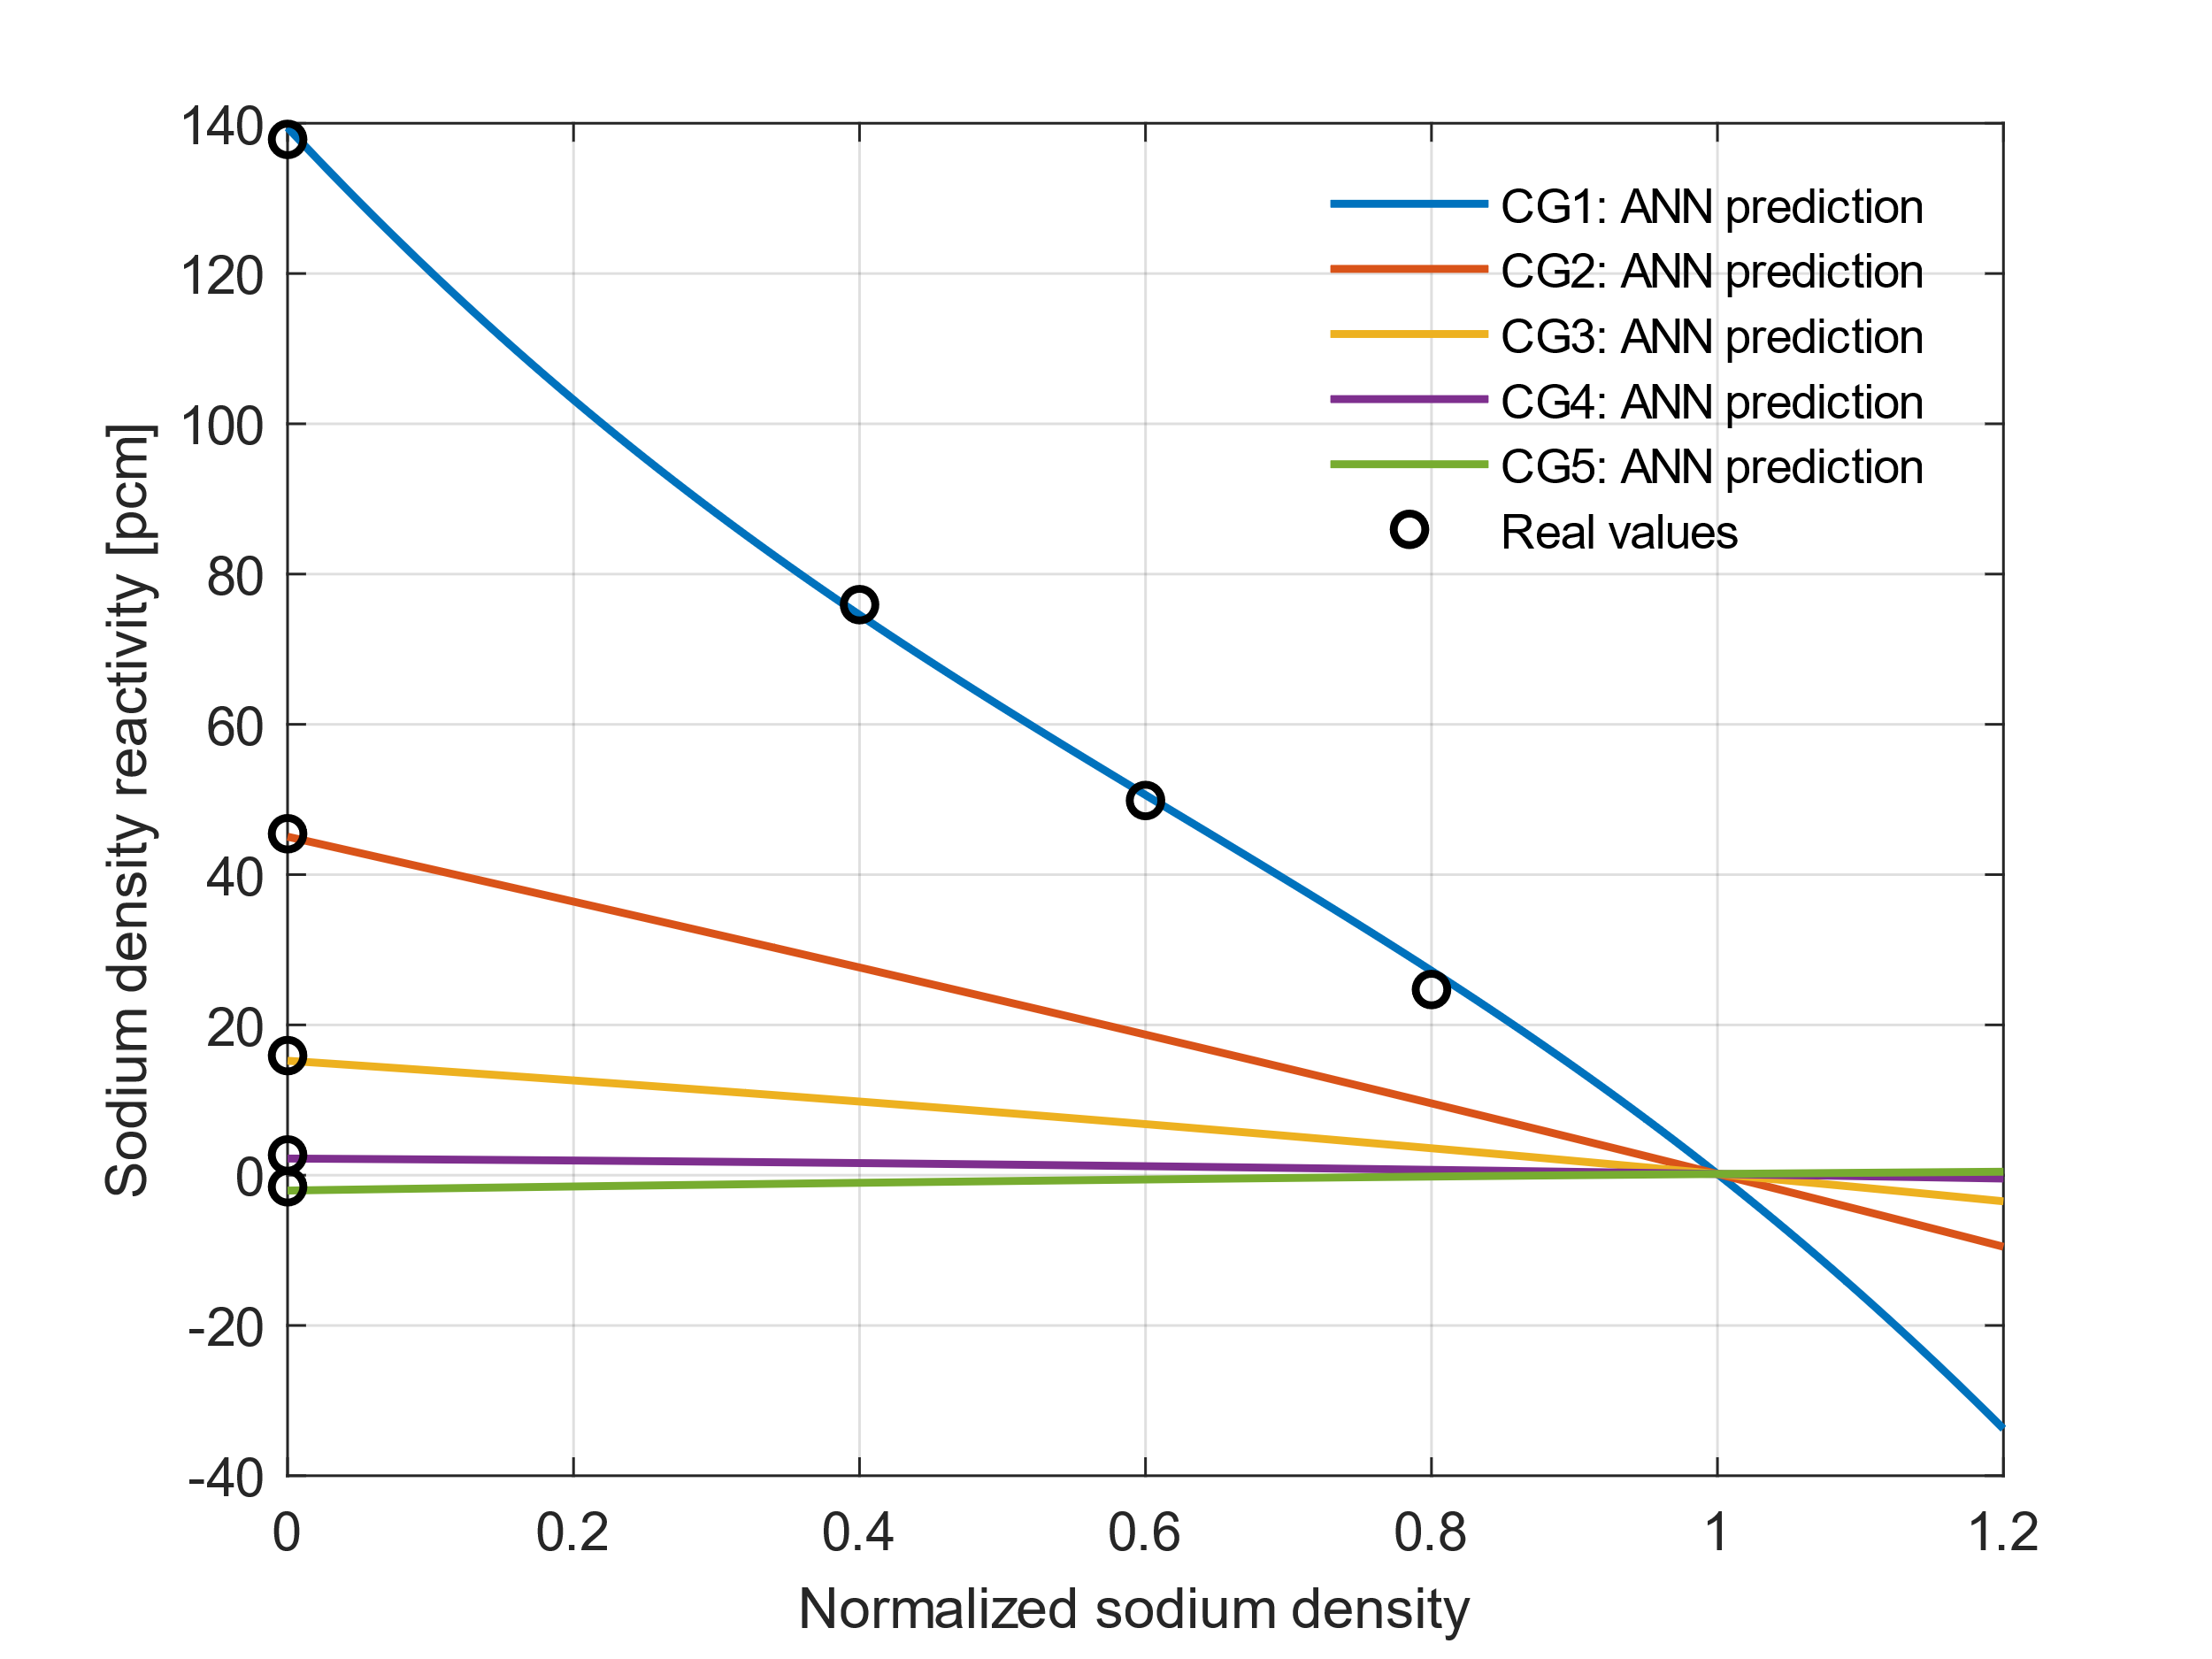 140
120
100
80
60
40
20
0
-20
-40
0
0.2
0.4
0.6
0.8
1
1.2
Sodium density reactivity [pcm]
Normalized sodium density
CG1: ANN prediction
CG2: ANN prediction
CG3: ANN prediction
CG4: ANN prediction
CG5: ANN prediction
Real values